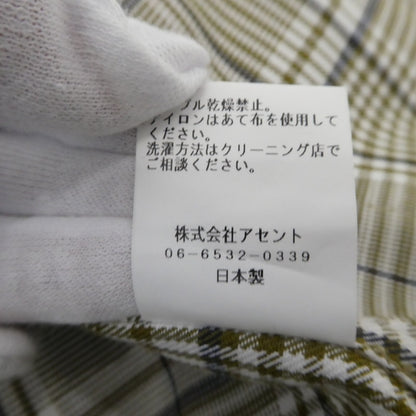 ブル乾燥禁止。
アイロンはあて布を使用して
ください。
洗濯方法はクリーニング店で
ご相談ください。
株式会社アセント
06-6532-0339
日本製